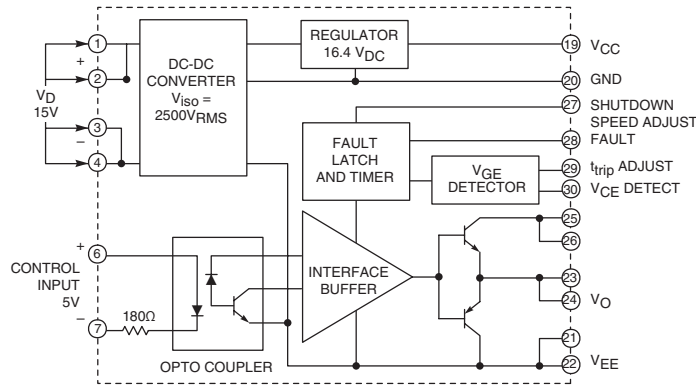 1
+
2
V_D
15V
3
−
4
DC-DC
CONVERTER
V_iso =
2500V_RMS
REGULATOR
16.4 V_DC
19 V_CC
20 GND
27 SHUTDOWN
SPEED ADJUST
28 FAULT
29 t_trip ADJUST
30 V_CE DETECT
FAULT
LATCH
AND TIMER
V_GE
DETECTOR
25
26
23
24 V_O
21
22 V_EE
+ 6
CONTROL
INPUT
5V
− 7
180Ω
OPTO COUPLER
INTERFACE
BUFFER